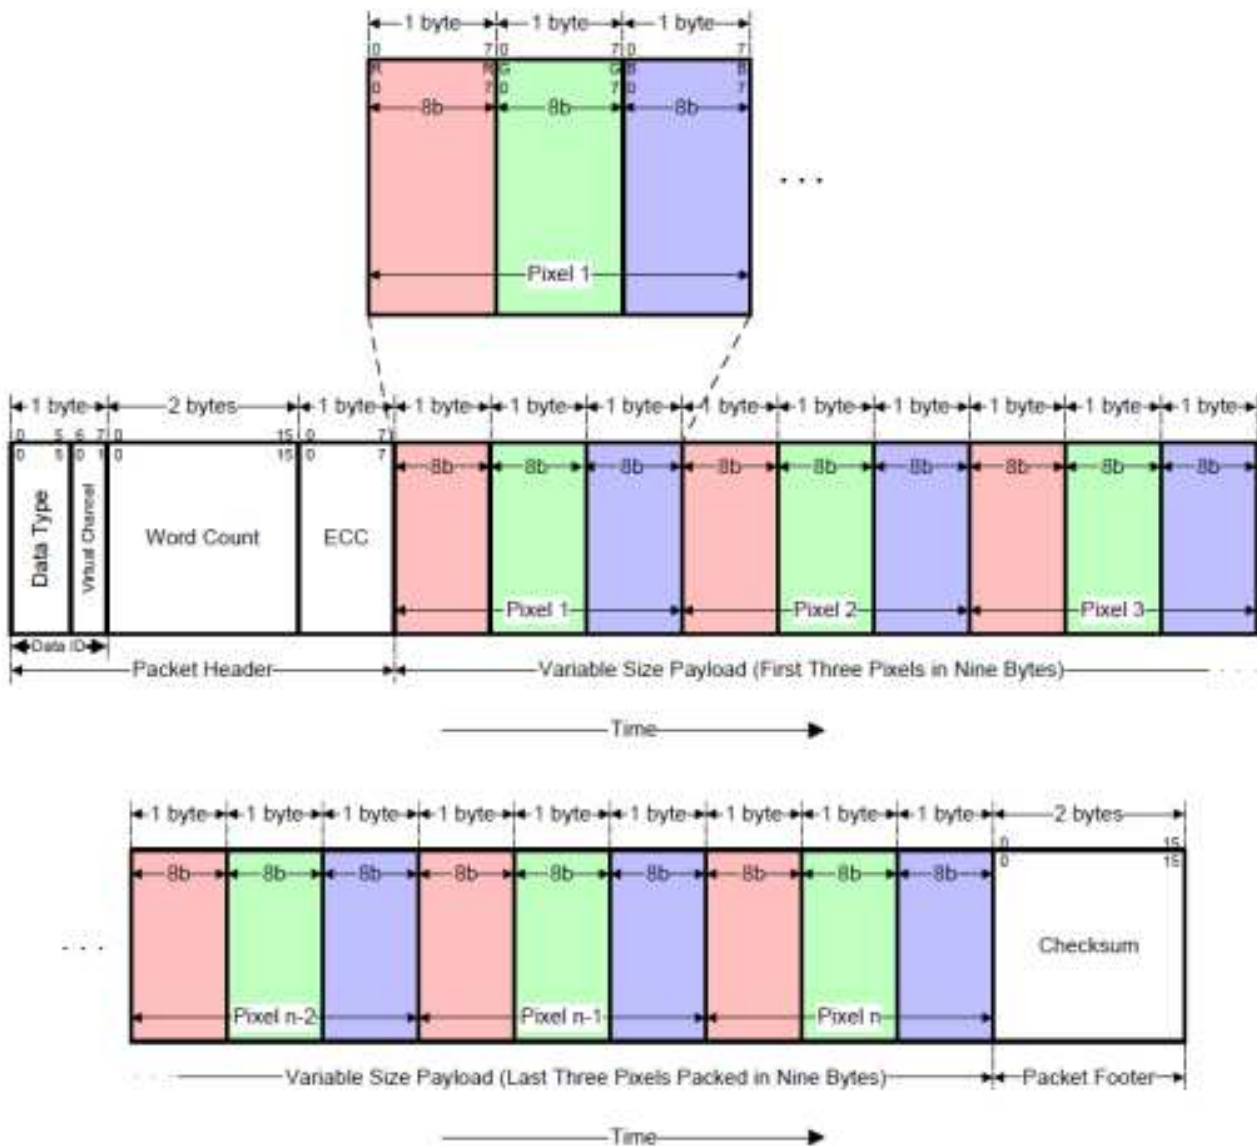 1 byte 1 byte 1 byte
0 7 0 7 0 7
R R G G B B
0 7 0 7 0 7
8b 8b 8b
. . .
Pixel 1
1 byte 2 bytes 1 byte 1 byte 1 byte 1 byte 1 byte 1 byte 1 byte 1 byte 1 byte 1 byte
0 5 6 7 0 15 0 7
0 5 0 1 0 15 0 7
8b 8b 8b 8b 8b 8b 8b 8b 8b
Data Type
Virtual Channel
Word Count
ECC
Pixel 1 Pixel 2 Pixel 3
Data ID
Packet Header
Variable Size Payload (First Three Pixels in Nine Bytes)
Time
1 byte 1 byte 1 byte 1 byte 1 byte 1 byte 1 byte 1 byte 1 byte 2 bytes
0 15
0 15
8b 8b 8b 8b 8b 8b 8b 8b 8b
. . .
Checksum
Pixel n-2 Pixel n-1 Pixel n
Variable Size Payload (Last Three Pixels Packed in Nine Bytes)
Packet Footer
Time